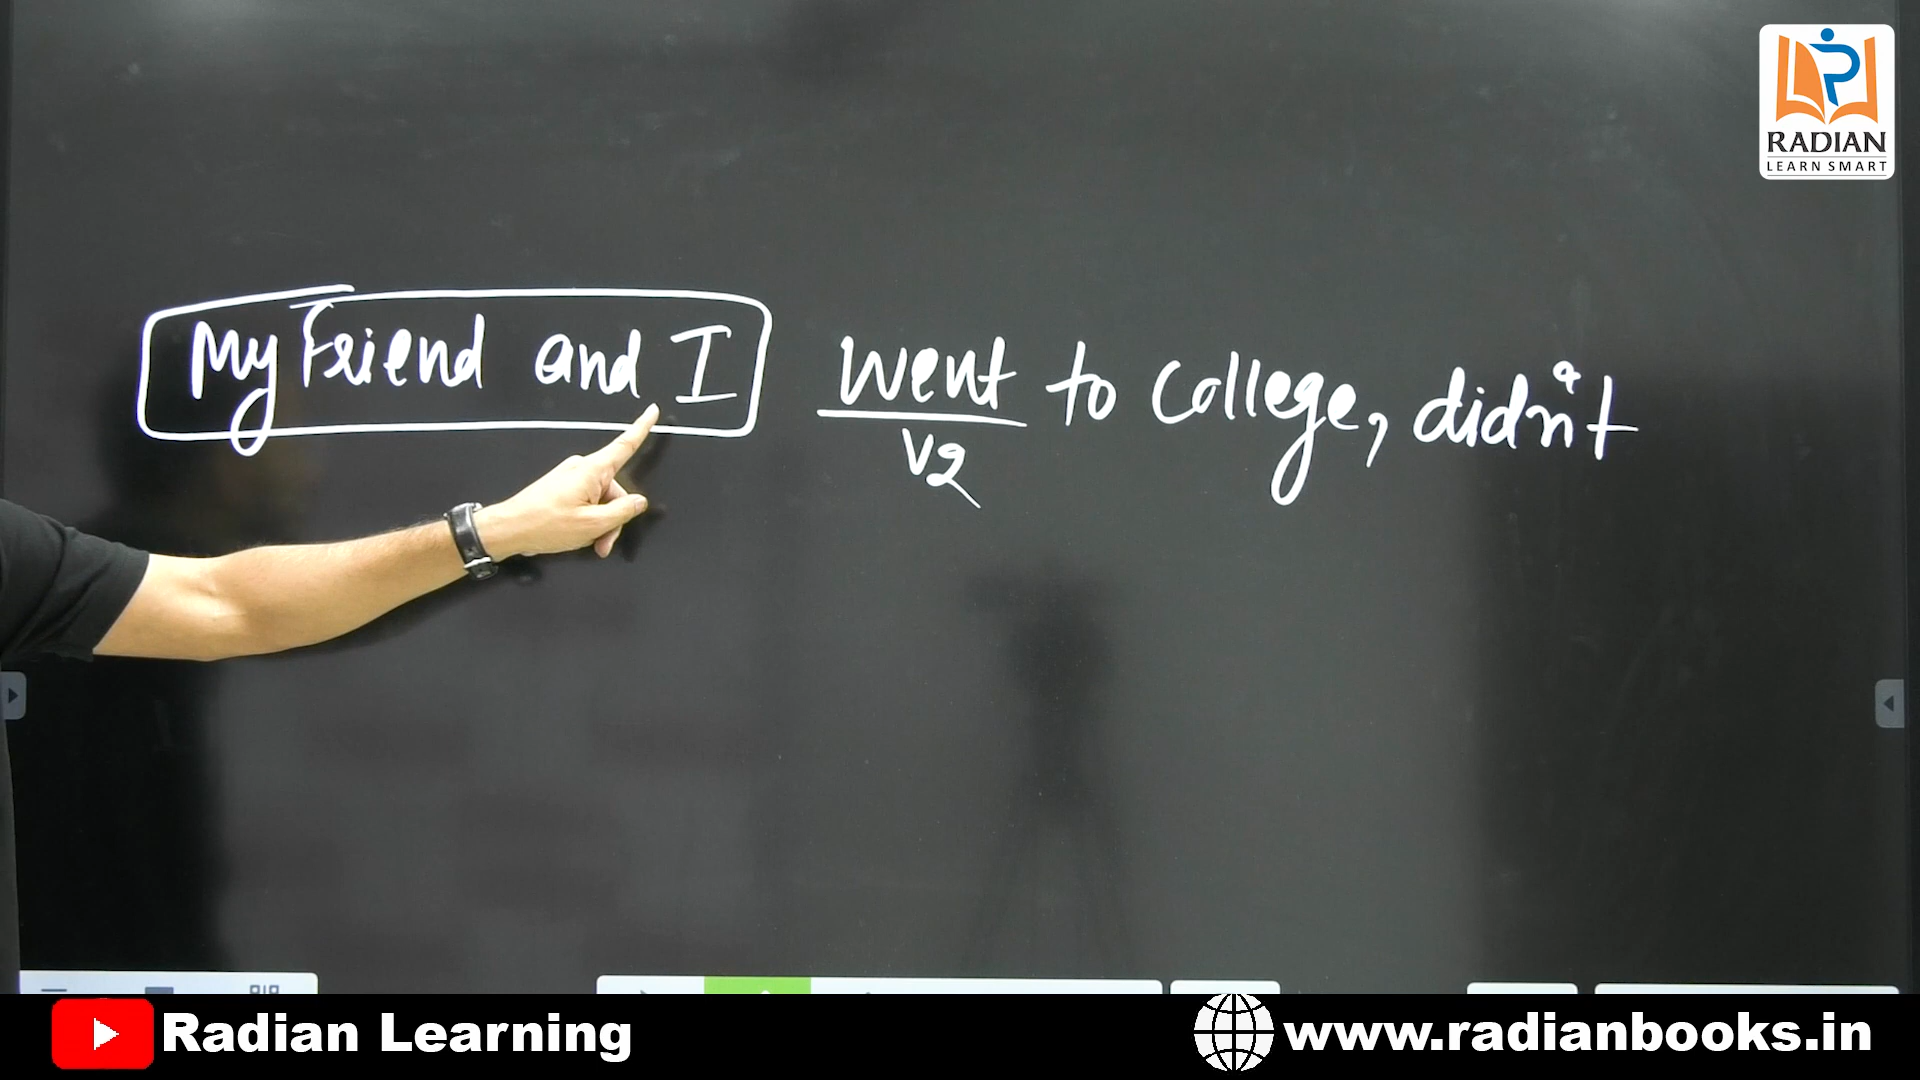 RADIAN
LEARN SMART
My Friend and I went to College, didn't
V2
Radian Learning
www.radianbooks.in